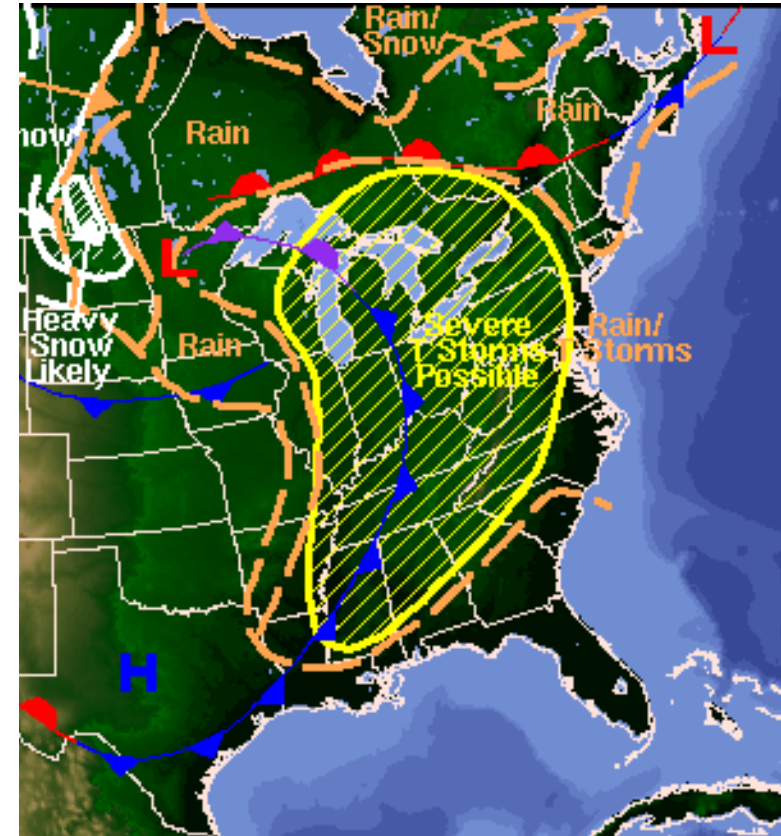 Rain/
Snow
L
Rain
Rain
now
L
Heavy
Snow
Likely
Rain
Severe
T Storms
Possible
Rain/
T Storms
H